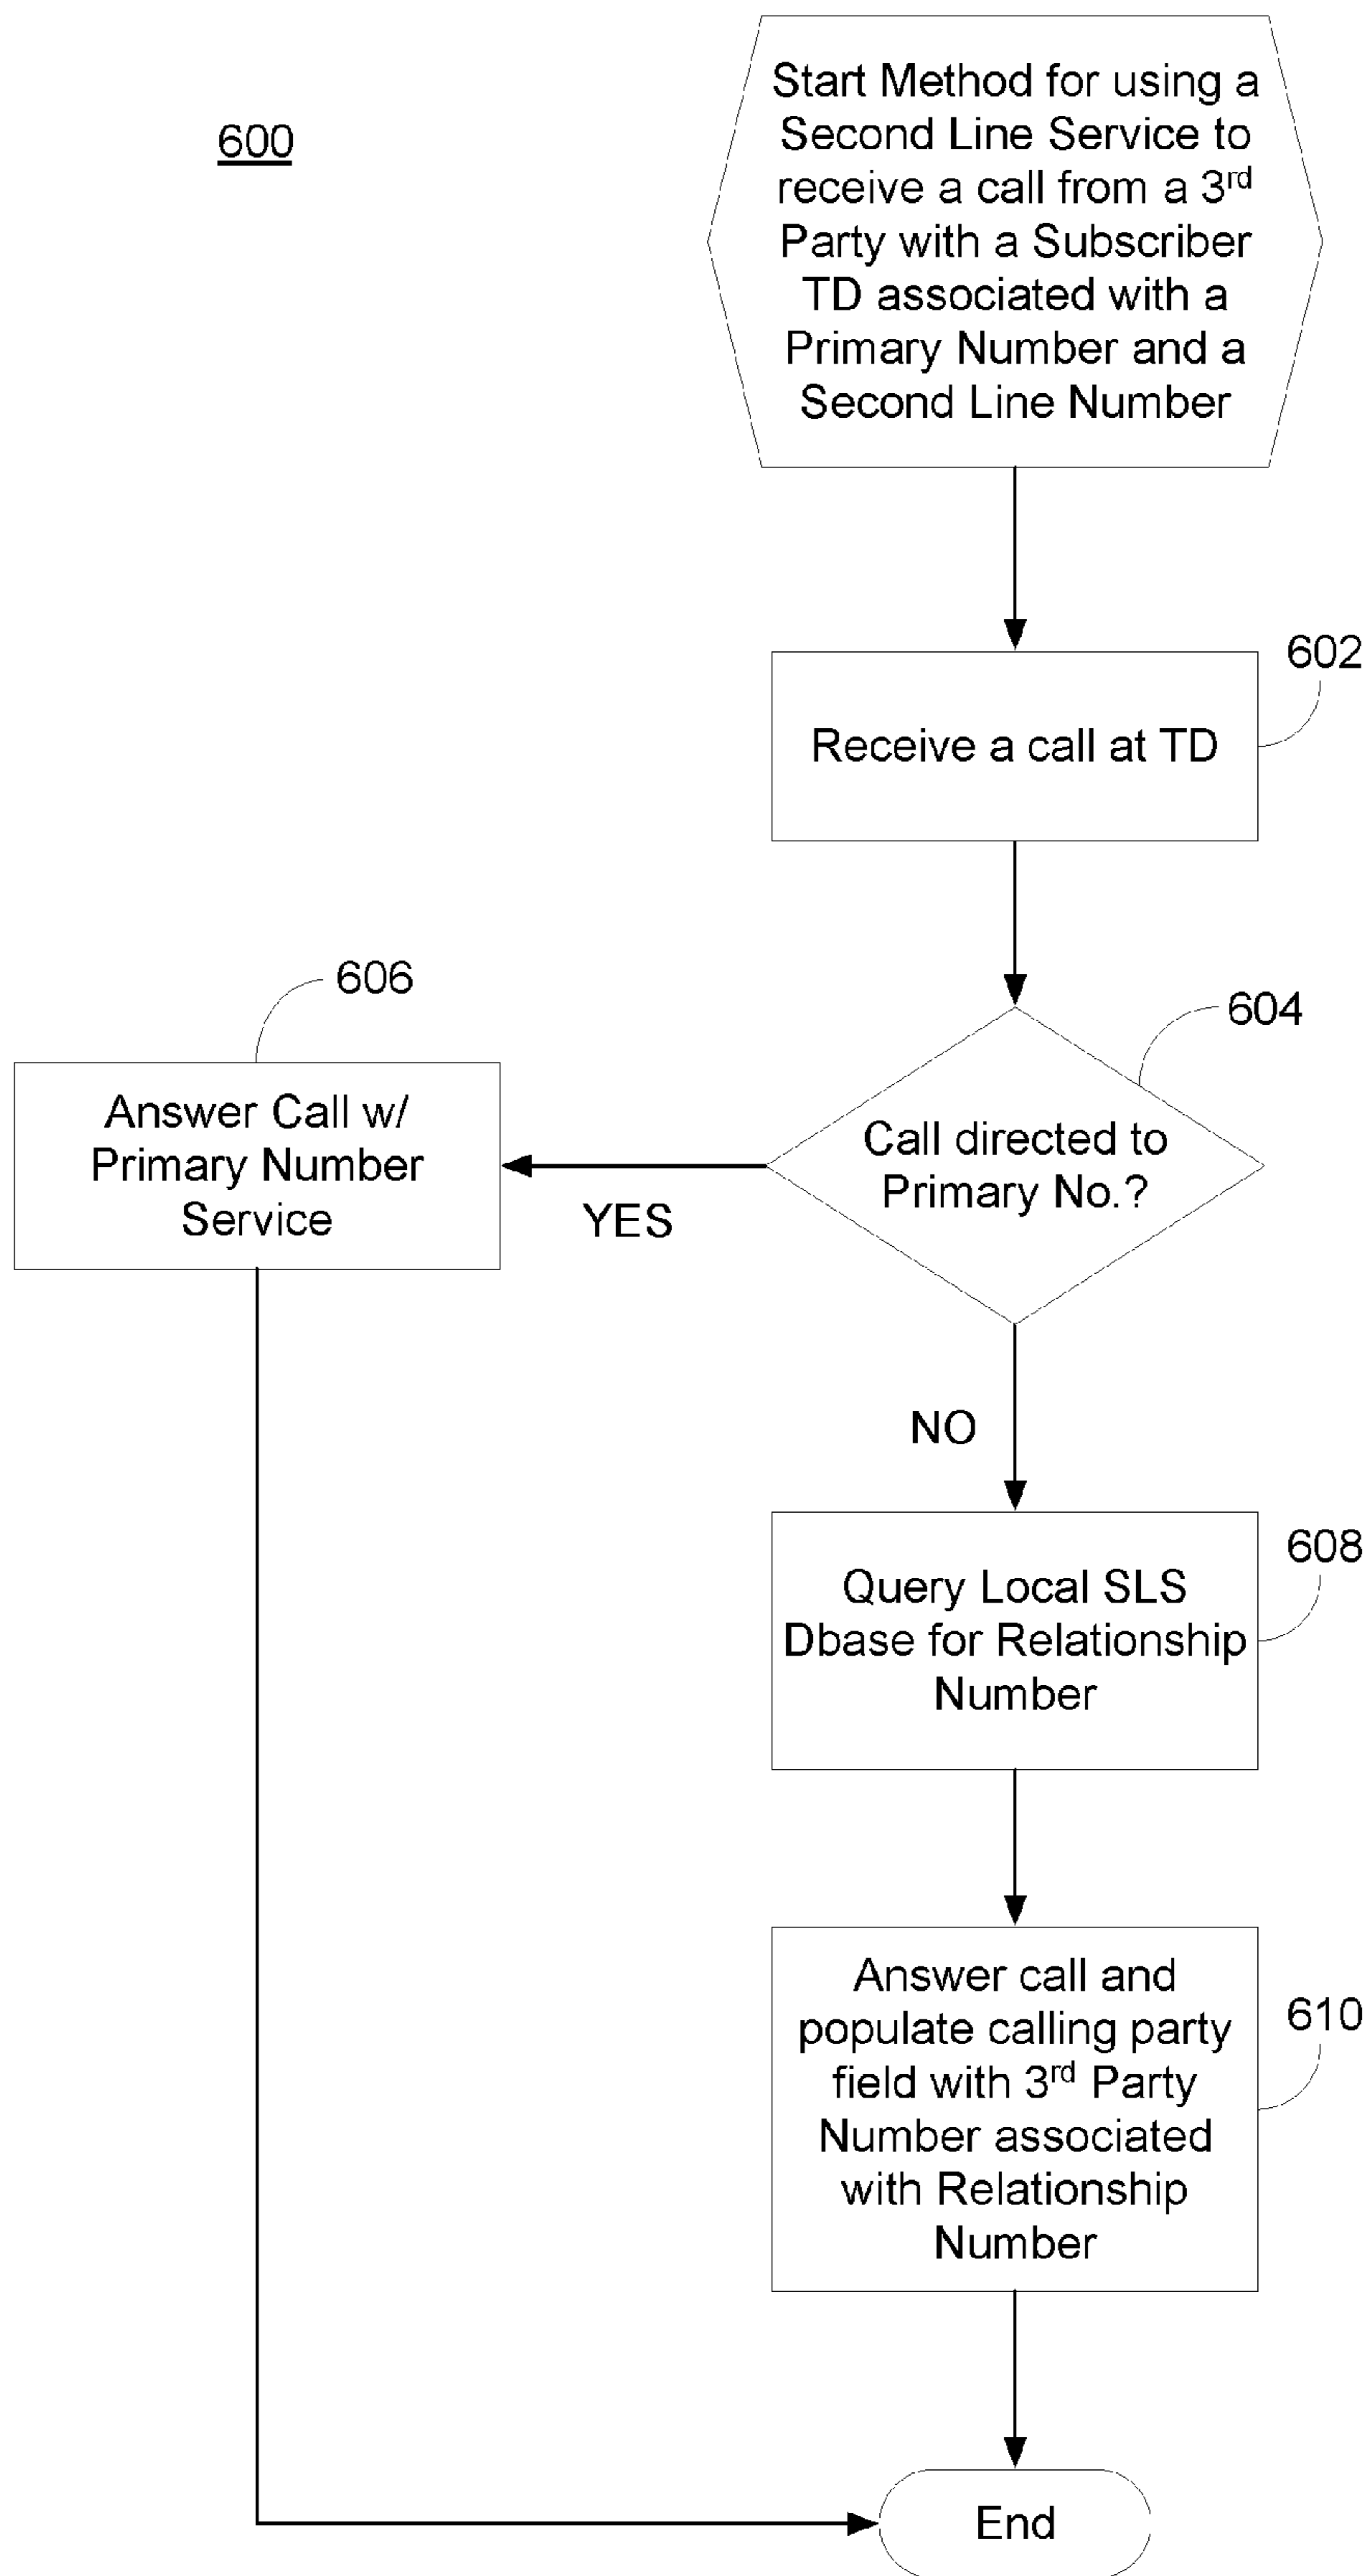 600
Start Method for using a
Second Line Service to
receive a call from a 3rd
Party with a Subscriber
TD associated with a
Primary Number and a
Second Line Number
602
Receive a call at TD
604
Call directed to
Primary No.?
YES
606
Answer Call w/
Primary Number
Service
NO
608
Query Local SLS
Dbase for Relationship
Number
610
Answer call and
populate calling party
field with 3rd Party
Number associated
with Relationship
Number
End